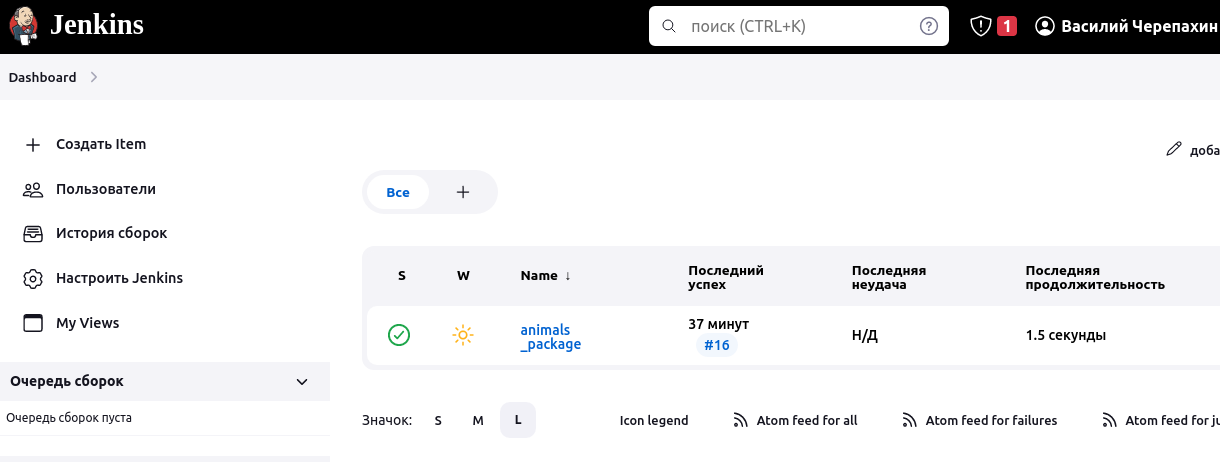 Jenkins
поиск (CTRL+K)
1
Василий Черепахин
Dashboard
Создать Item
Пользователи
История сборок
Настроить Jenkins
My Views
Очередь сборок
Очередь сборок пуста
доба
Все
S W Name ↓ Последний успех Последняя неудача Последняя продолжительность
animals
_package
37 минут
#16
Н/Д
1.5 секунды
Значок: S M L
Icon legend
Atom feed for all
Atom feed for failures
Atom feed for ju